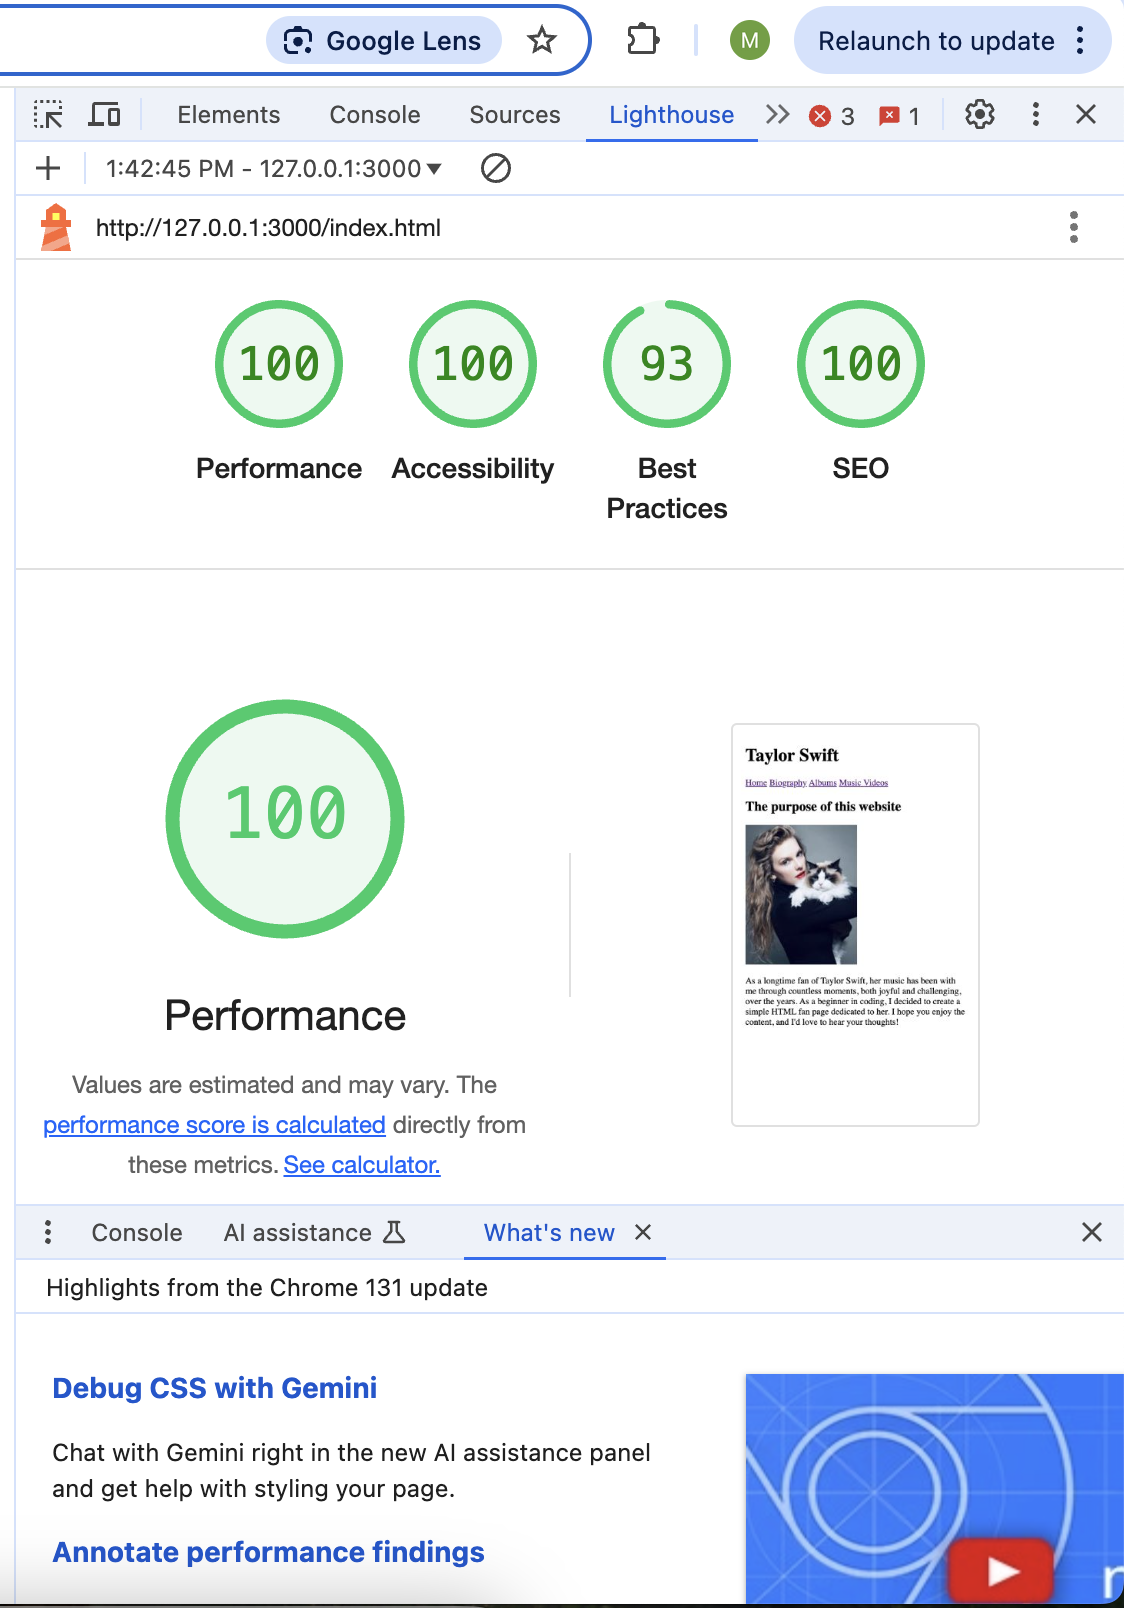 Google Lens
M
Relaunch to update
Elements
Console
Sources
Lighthouse
3
1
1:42:45 PM - 127.0.0.1:3000
http://127.0.0.1:3000/index.html
100
100
93
100
Performance
Accessibility
Best
Practices
SEO
100
Performance
Values are estimated and may vary. The
performance score is calculated directly from
these metrics. See calculator.
Taylor Swift
Home Biography Albums Music Videos
The purpose of this website
As a longtime fan of Taylor Swift, her music has been with
me through countless moments, both joyful and challenging,
over the years. As a beginner in coding, I decided to create a
simple HTML fan page dedicated to her. I hope you enjoy the
content, and I'd love to hear your thoughts!
Console
AI assistance
What's new
Highlights from the Chrome 131 update
Debug CSS with Gemini
Chat with Gemini right in the new AI assistance panel
and get help with styling your page.
Annotate performance findings